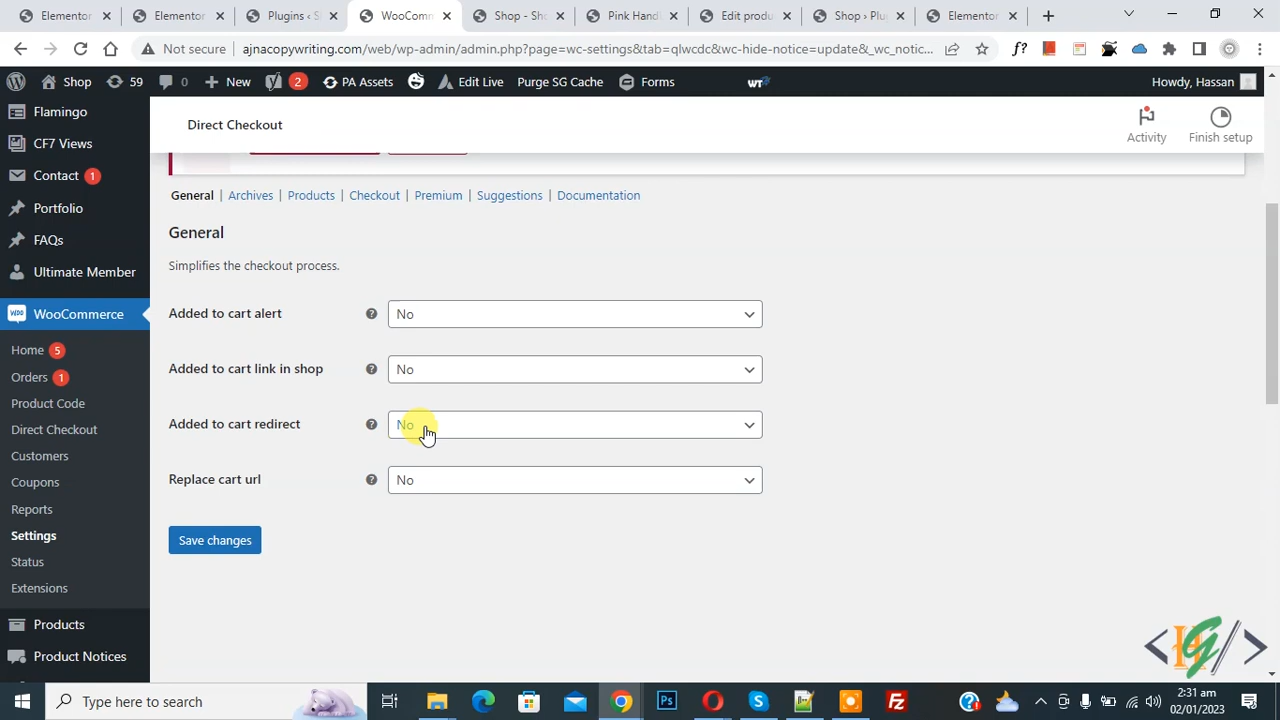 Elementor
Elementor
Plugins ‹ S
WooComm
Shop - Sho
Pink Hand
Edit produ
Shop › Plu
Elementor
Not secure
ajnacopywriting.com/web/wp-admin/admin.php?page=wc-settings&tab=qlwcdc&wc-hide-notice=update&_wc_notic...
Shop 59 0 New 2 PA Assets Edit Live Purge SG Cache Forms WT Howdy, Hassan
Flamingo
CF7 Views
Contact 1
Portfolio
FAQs
Ultimate Member
WooCommerce
Home 5
Orders 1
Product Code
Direct Checkout
Customers
Coupons
Reports
Settings
Status
Extensions
Products
Product Notices
Direct Checkout
Activity
Finish setup
General | Archives | Products | Checkout | Premium | Suggestions | Documentation
General
Simplifies the checkout process.
Added to cart alert No
Added to cart link in shop No
Added to cart redirect No
Replace cart url No
Save changes
<HG/>
Type here to search
2:31 am
02/01/2023